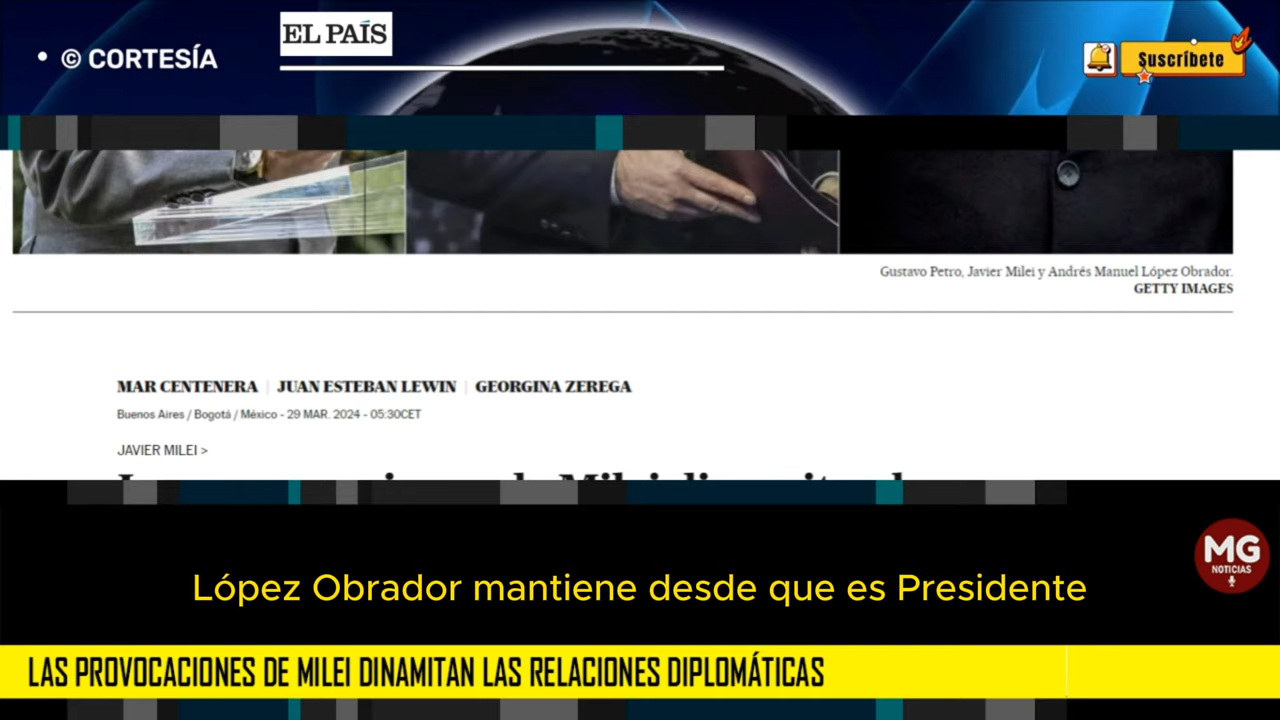 • © CORTESÍA
EL PAÍS
Suscríbete
Gustavo Petro, Javier Milei y Andrés Manuel López Obrador.
GETTY IMAGES
MAR CENTENERA | JUAN ESTEBAN LEWIN | GEORGINA ZEREGA
Buenos Aires / Bogotá / México - 29 MAR. 2024 - 05:30CET
JAVIER MILEI >
MG
NOTICIAS
López Obrador mantiene desde que es Presidente
LAS PROVOCACIONES DE MILEI DINAMITAN LAS RELACIONES DIPLOMÁTICAS